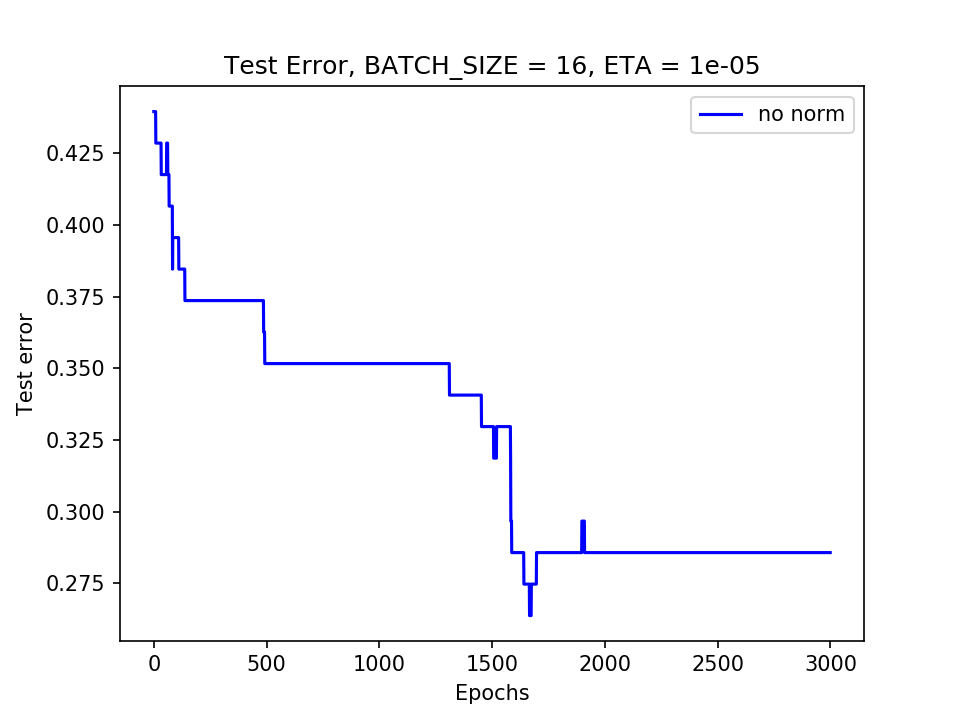 Test Error, BATCH_SIZE = 16, ETA = 1e-05
no norm
0.425
0.400
0.375
0.350
0.325
0.300
0.275
Test error
0 500 1000 1500 2000 2500 3000
Epochs